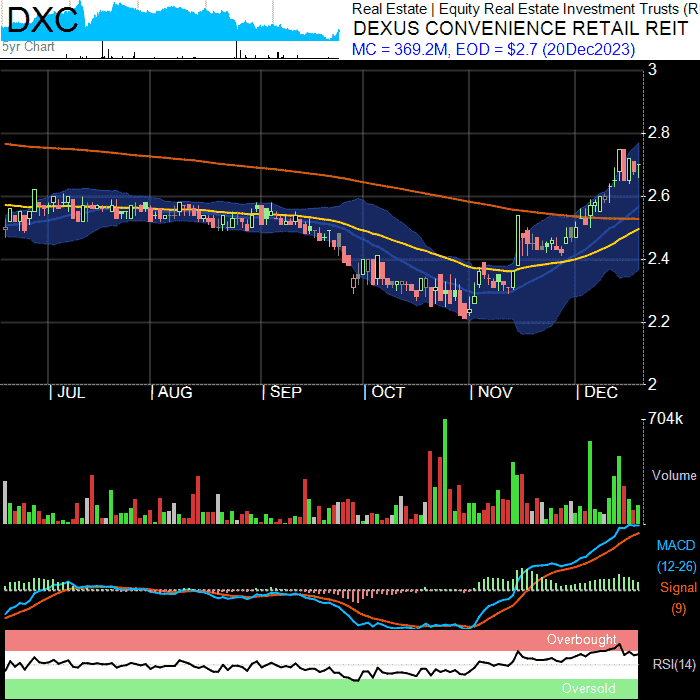 DXC
5yr Chart
Real Estate | Equity Real Estate Investment Trusts (R
DEXUS CONVENIENCE RETAIL REIT
MC = 369.2M, EOD = $2.7 (20Dec2023)
3
2.8
2.6
2.4
2.2
2
| JUL | AUG | SEP | OCT | NOV | DEC
704k
Volume
MACD
(12-26)
Signal
(9)
Overbought
RSI(14)
Oversold